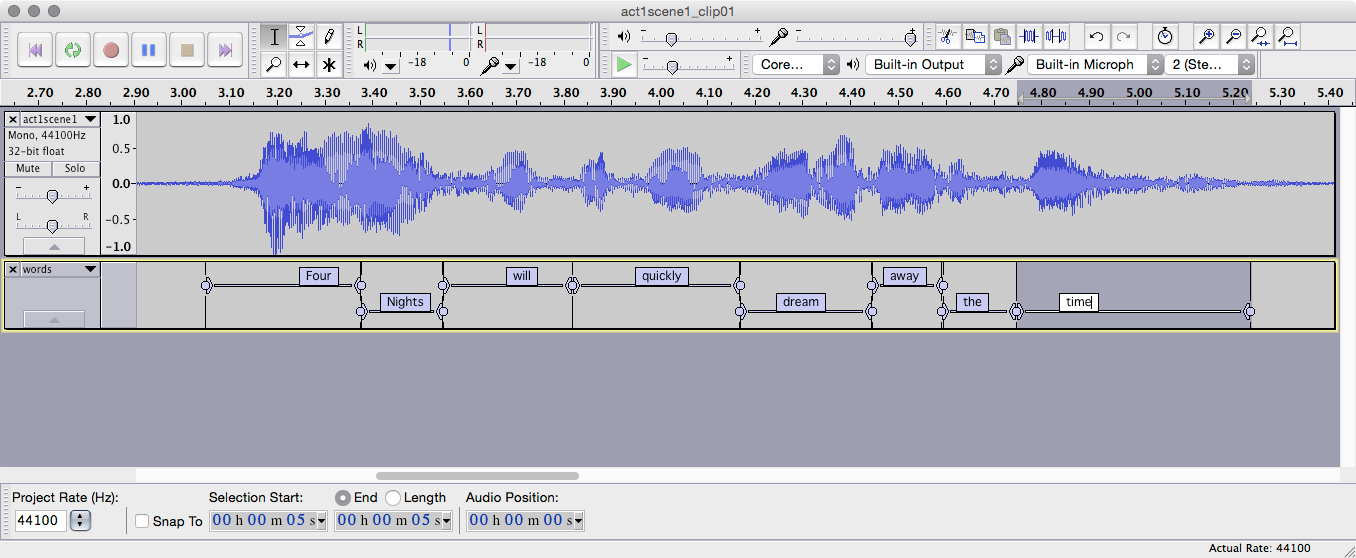 act1scene1_clip01
L
R
-18 0
L
R
-18 0
- +
- +
- +
Core...
Built-in Output
Built-in Microph
2 (Ste...
2.70 2.80 2.90 3.00 3.10 3.20 3.30 3.40 3.50 3.60 3.70 3.80 3.90 4.00 4.10 4.20 4.30 4.40 4.50 4.60 4.70 4.80 4.90 5.00 5.10 5.20 5.30 5.40
act1scene1
Mono, 44100Hz
32-bit float
Mute Solo
- +
L R
1.0
0.5
0.0
-0.5
-1.0
words
Four will quickly away
Nights dream the time
Project Rate (Hz): Selection Start: End Length Audio Position:
44100 Snap To 00 h 00 m 05 s 00 h 00 m 05 s 00 h 00 m 00 s
Actual Rate: 44100